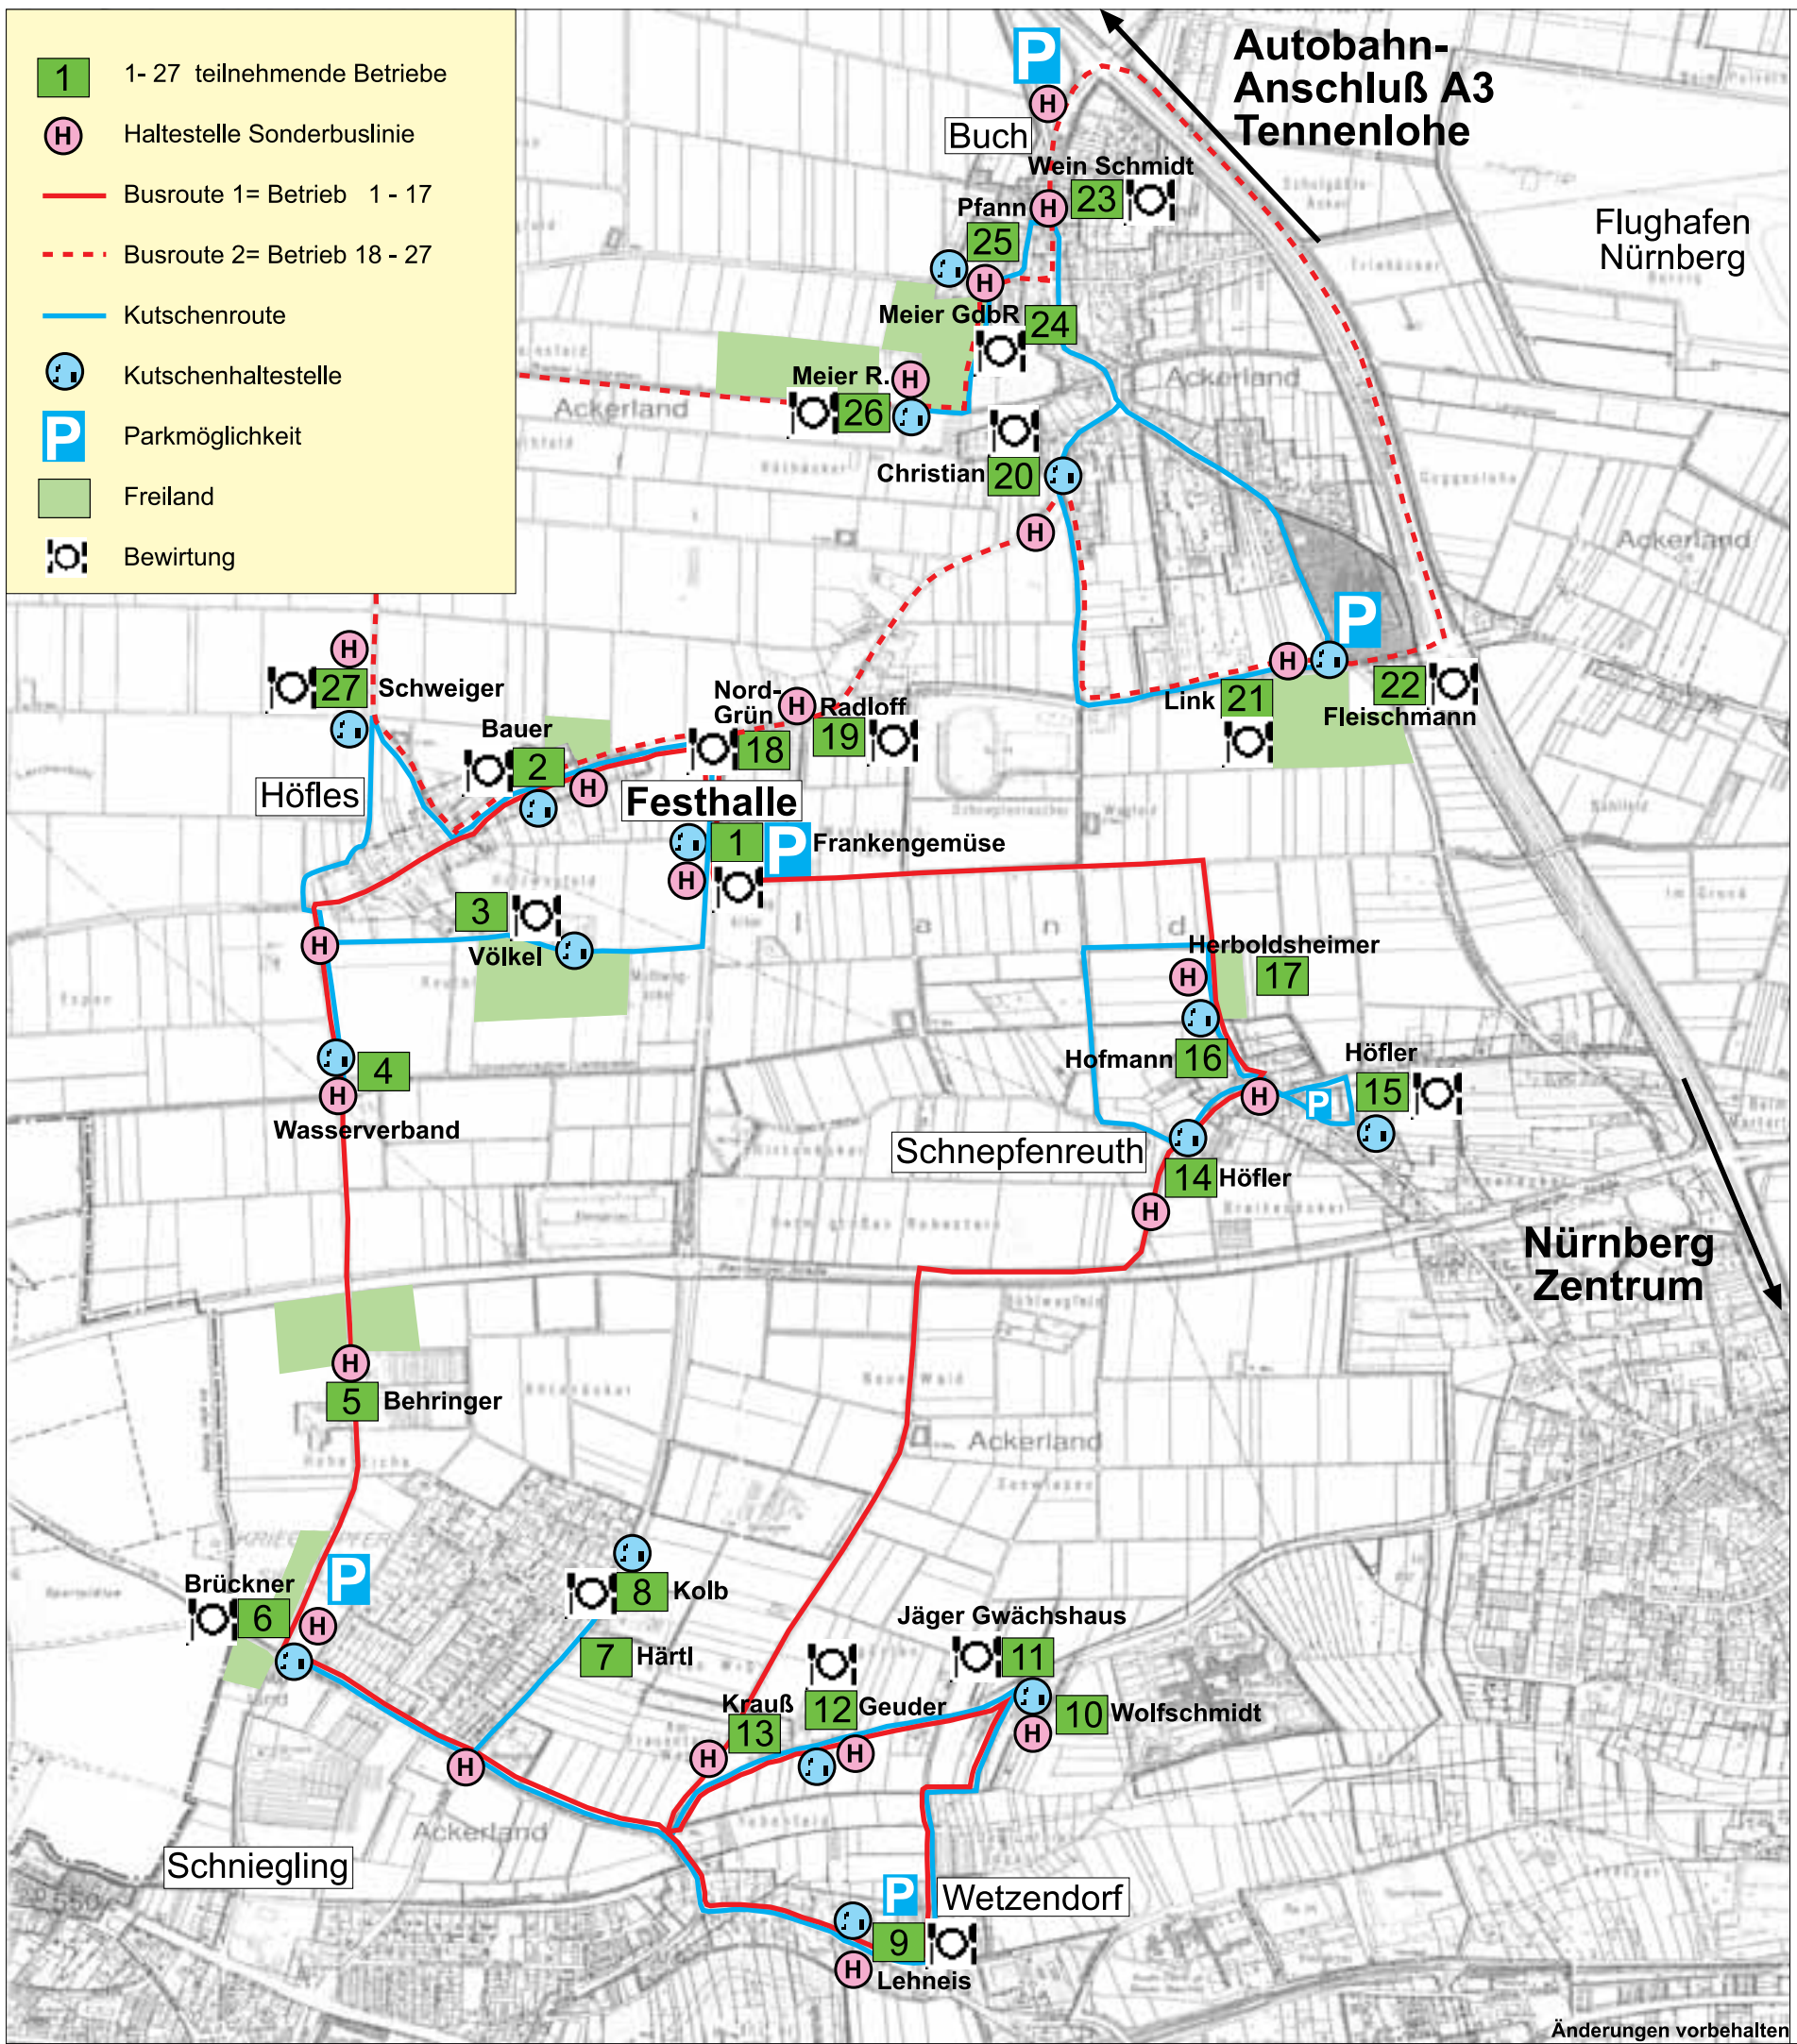 1 1- 27 teilnehmende Betriebe
H Haltestelle Sonderbuslinie
Busroute 1= Betrieb 1 - 17
Busroute 2= Betrieb 18 - 27
Kutschenroute
Kutschenhaltestelle
P Parkmöglichkeit
Freiland
Bewirtung
Autobahn-
Anschluß A3
Tennenlohe
P
H
Buch
Wein Schmidt
Pfann H 23
25
H
Flughafen
Nürnberg
Meier GdbR 24
Meier R. H
26
Ackerland
Ackerland
Christian 20
H
Ackerland
P
H
H
27 Schweiger
Link 21
22
Fleischmann
Nord-
Grün
H Radloff
18
19
Bauer
2
H
Höfles
Festhalle
1 P Frankengemüse
H
l a n d
3
Völkel
H
Herboldsheimer
H 17
4
H
Wasserverband
Hofmann 16
Höfler
15
H P
Schnepfenreuth
14 Höfler
H
Nürnberg
Zentrum
H
5 Behringer
Ackerland
P
Brückner
6 H
8 Kolb
7 Härtl
Jäger Gwächshaus
11
Krauß
13
12 Geuder
10 Wolfschmidt
H
H
H
H
Ackerland
Schniegling
P Wetzendorf
9
H Lehneis
Änderungen vorbehalten